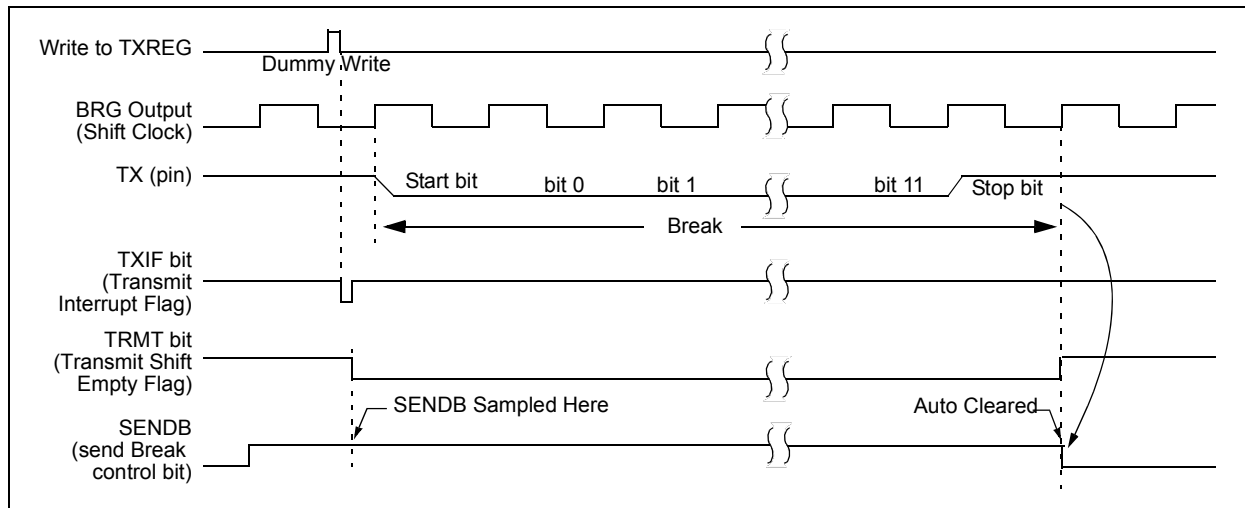 Write to TXREG
Dummy Write
BRG Output
(Shift Clock)
TX (pin)
Start bit
bit 0
bit 1
bit 11
Stop bit
Break
TXIF bit
(Transmit
Interrupt Flag)
TRMT bit
(Transmit Shift
Empty Flag)
SENDB Sampled Here
Auto Cleared
SENDB
(send Break
control bit)